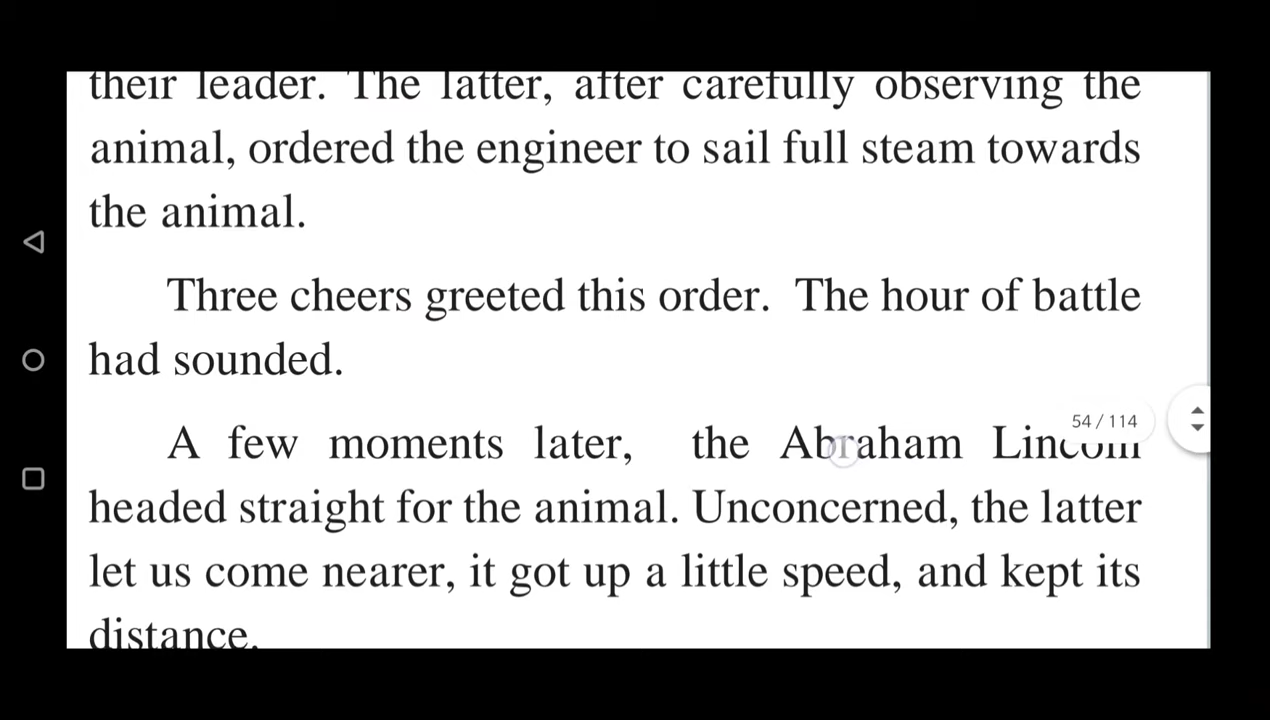 their leader. The latter, after carefully observing the
animal, ordered the engineer to sail full steam towards
the animal.
Three cheers greeted this order. The hour of battle
had sounded.
54 / 114
A few moments later, the Abraham Lincoln
headed straight for the animal. Unconcerned, the latter
let us come nearer, it got up a little speed, and kept its
distance.